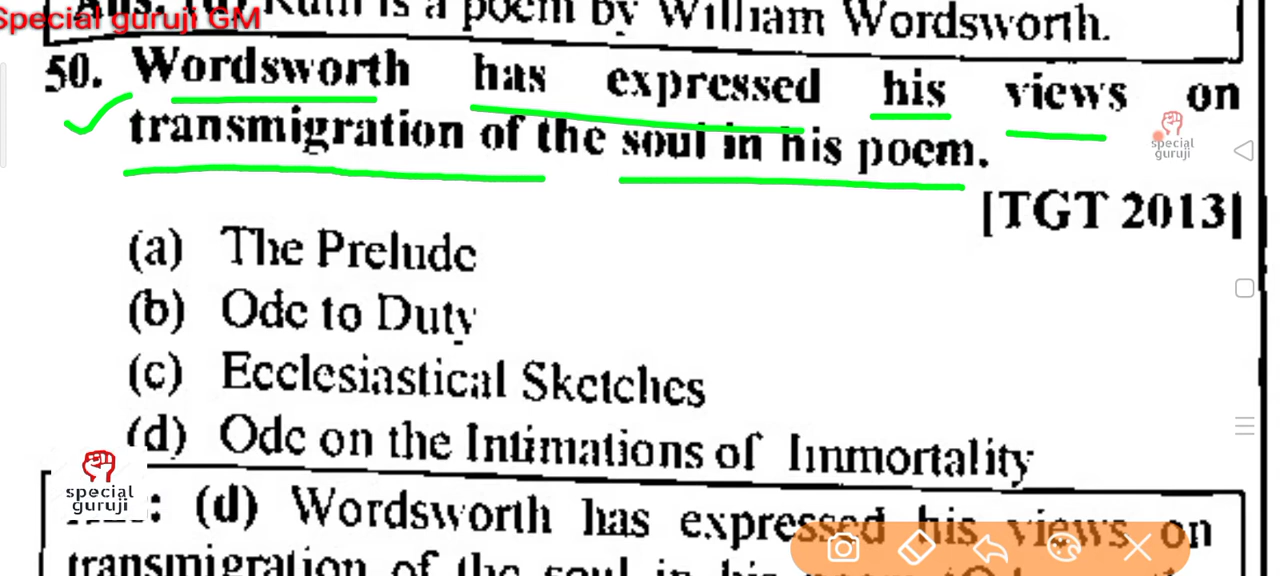 Special guruji GM
Ruth is a poem by William Wordsworth.
50. Wordsworth has expressed his views on
transmigration of the soul in his poem.
special
guruji
[TGT 2013]
(a) The Prelude
(b) Ode to Duty
(c) Ecclesiastical Sketches
(d) Ode on the Intimations of Immortality
special
guruji
: (d) Wordsworth has expressed his views on
transmigration of the soul in his poem